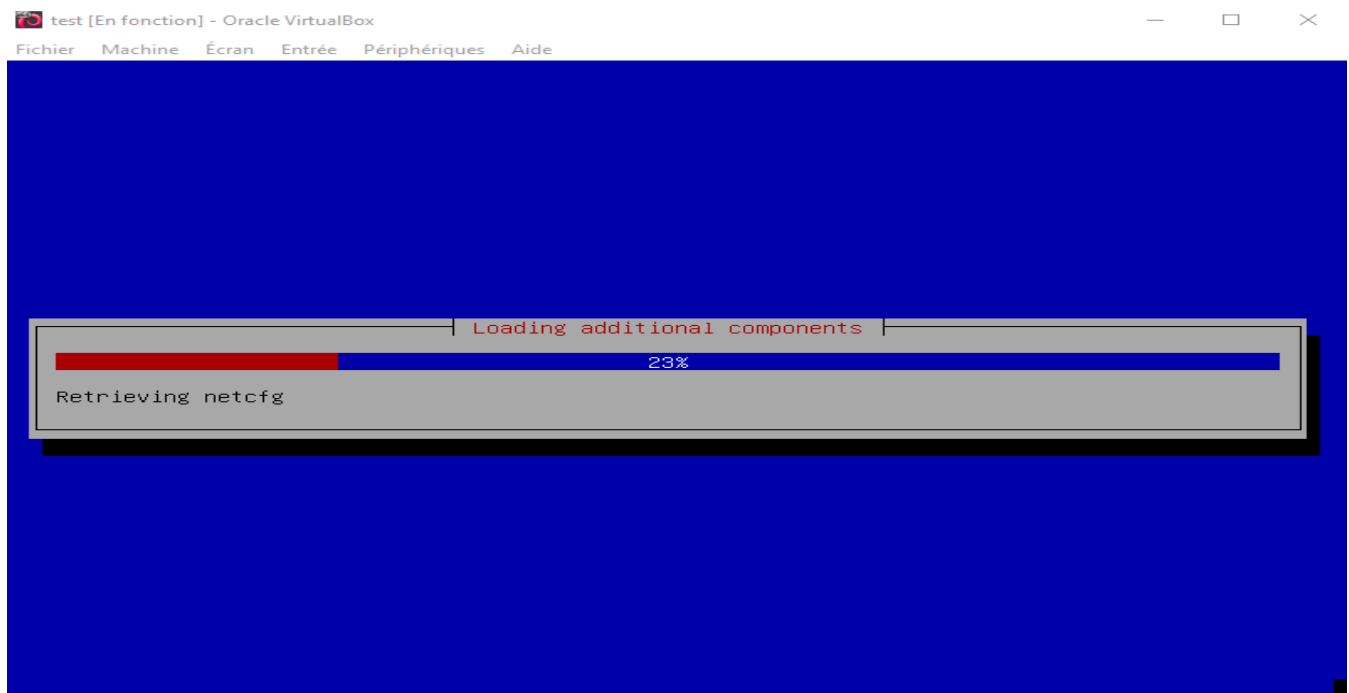 test [En fonction] - Oracle VirtualBox
Fichier Machine Écran Entrée Périphériques Aide
Loading additional components
23%
Retrieving netcfg